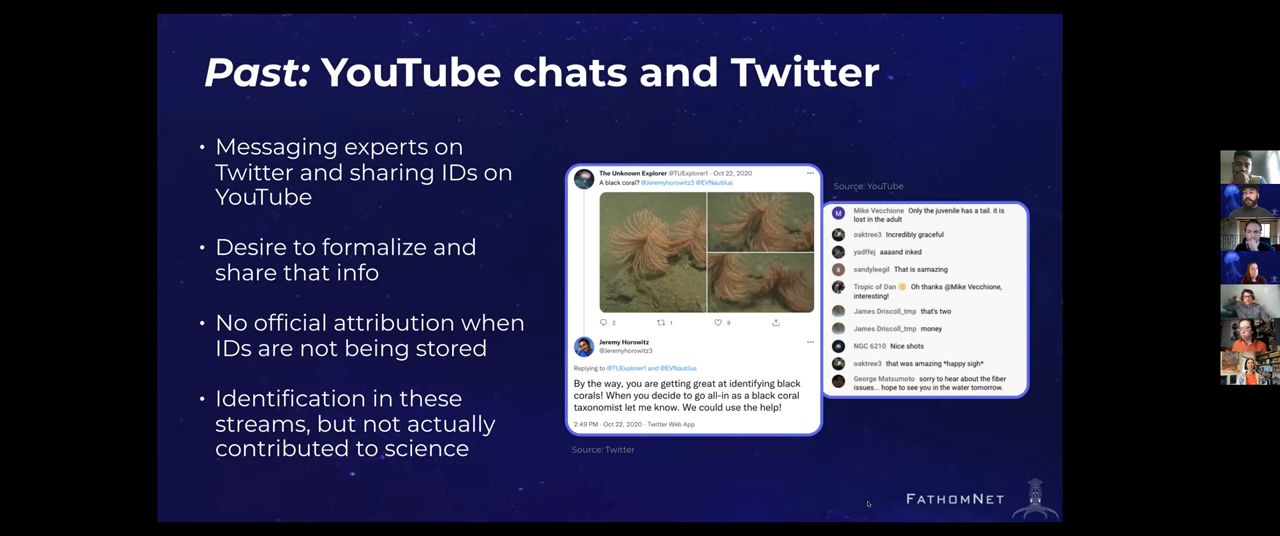 Past: YouTube chats and Twitter
• Messaging experts on
Twitter and sharing IDs on
YouTube
• Desire to formalize and
share that info
• No official attribution when
IDs are not being stored
• Identification in these
streams, but not actually
contributed to science
The Unknown Explorer @TUExplorer1 · Oct 22, 2020
A black coral? @Jeremyhorowitz3 @EVNautilus
2 1 9
Jeremy Horowitz
@Jeremyhorowitz3
Replying to @TUExplorer1 and @EVNautilus
By the way, you are getting great at identifying black
corals! When you decide to go all-in as a black coral
taxonomist let me know. We could use the help!
2:49 PM · Oct 22, 2020 · Twitter Web App
Source: Twitter
Source: YouTube
M Mike Vecchione Only the juvenile has a tail. it is
lost in the adult
oaktree3 Incredibly graceful
yadffej aaaand inked
s sandyleegil That is samazing
Tropic of Dan Oh thanks @Mike Vecchione,
interesting!
James Driscoll_tmp that's two
James Driscoll_tmp money
NGC 6210 Nice shots
oaktree3 that was amazing *happy sigh*
George Matsumoto sorry to hear about the fiber
issues... hope to see you in the water tomorrow.
FATHOMNET